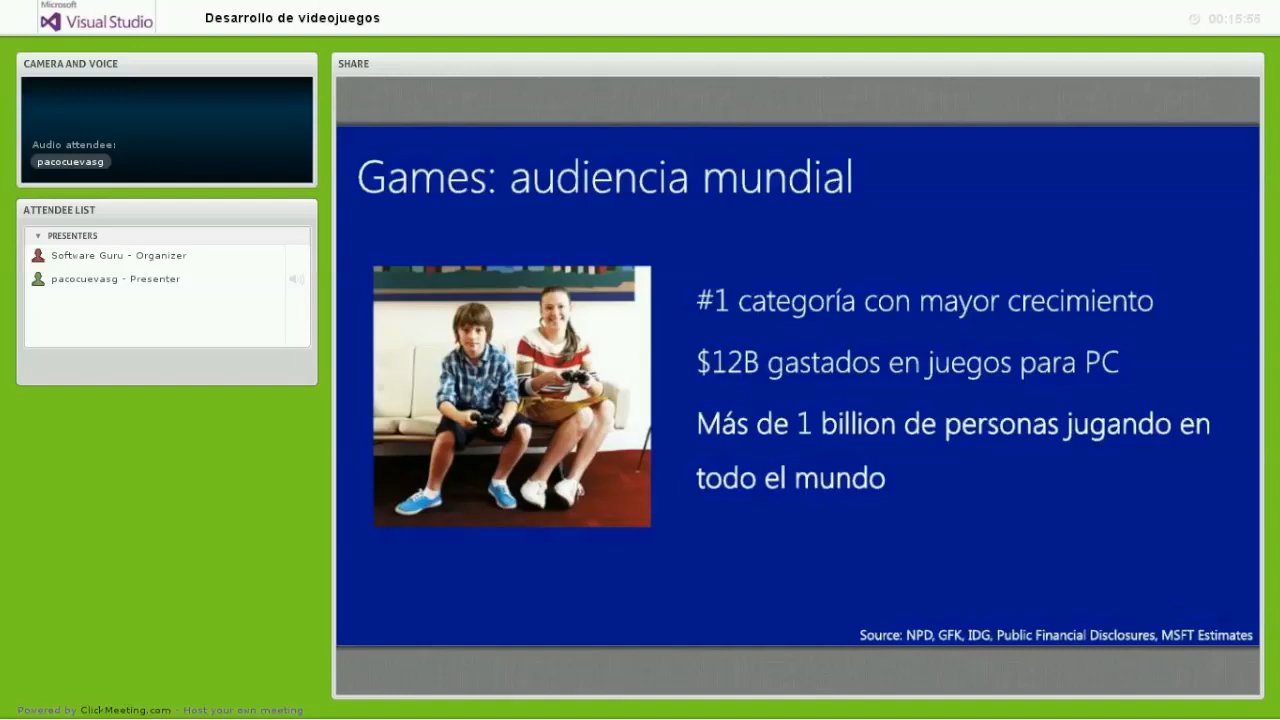 Microsoft
Visual Studio
Desarrollo de videojuegos
00:15:56
CAMERA AND VOICE
Audio attendee:
pacocuevasg
ATTENDEE LIST
PRESENTERS
Software Guru - Organizer
pacocuevasg - Presenter
SHARE
Games: audiencia mundial
#1 categoría con mayor crecimiento
$12B gastados en juegos para PC
Más de 1 billion de personas jugando en
todo el mundo
Source: NPD, GFK, IDG, Public Financial Disclosures, MSFT Estimates
Powered by ClickMeeting.com - Host your own meeting